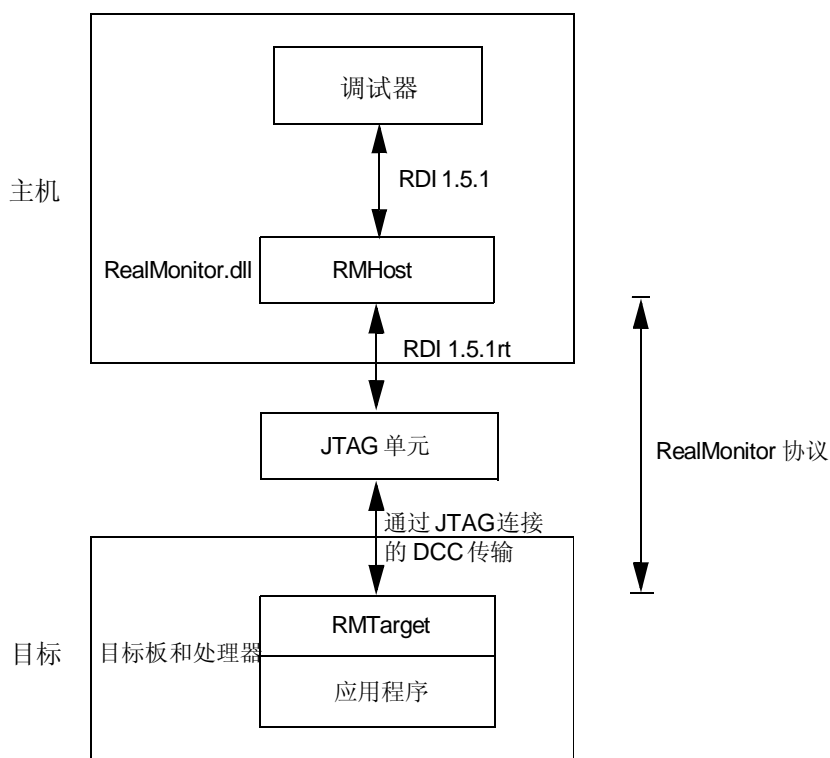 调试器
RDI 1.5.1
主机
RealMonitor.dll
RMHost
RDI 1.5.1rt
JTAG 单元
RealMonitor 协议
通过 JTAG连接
的 DCC 传输
RMTarget
目标
目标板和处理器
应用程序